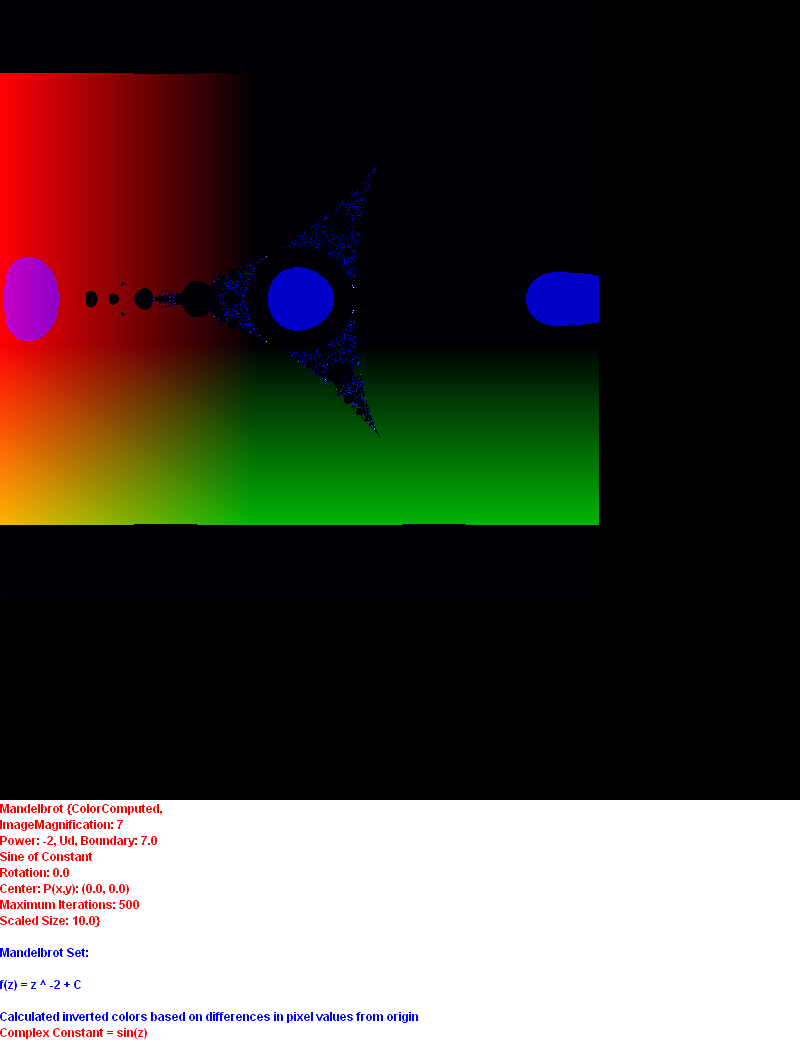 Mandelbrot {ColorComputed,
ImageMagnification: 7
Power: -2, Ud, Boundary: 7.0
Sine of Constant
Rotation: 0.0
Center: P(x,y): (0.0, 0.0)
Maximum Iterations: 500
Scaled Size: 10.0}
Mandelbrot Set:
f(z) = z ^ -2 + C
Calculated inverted colors based on differences in pixel values from origin
Complex Constant = sin(z)